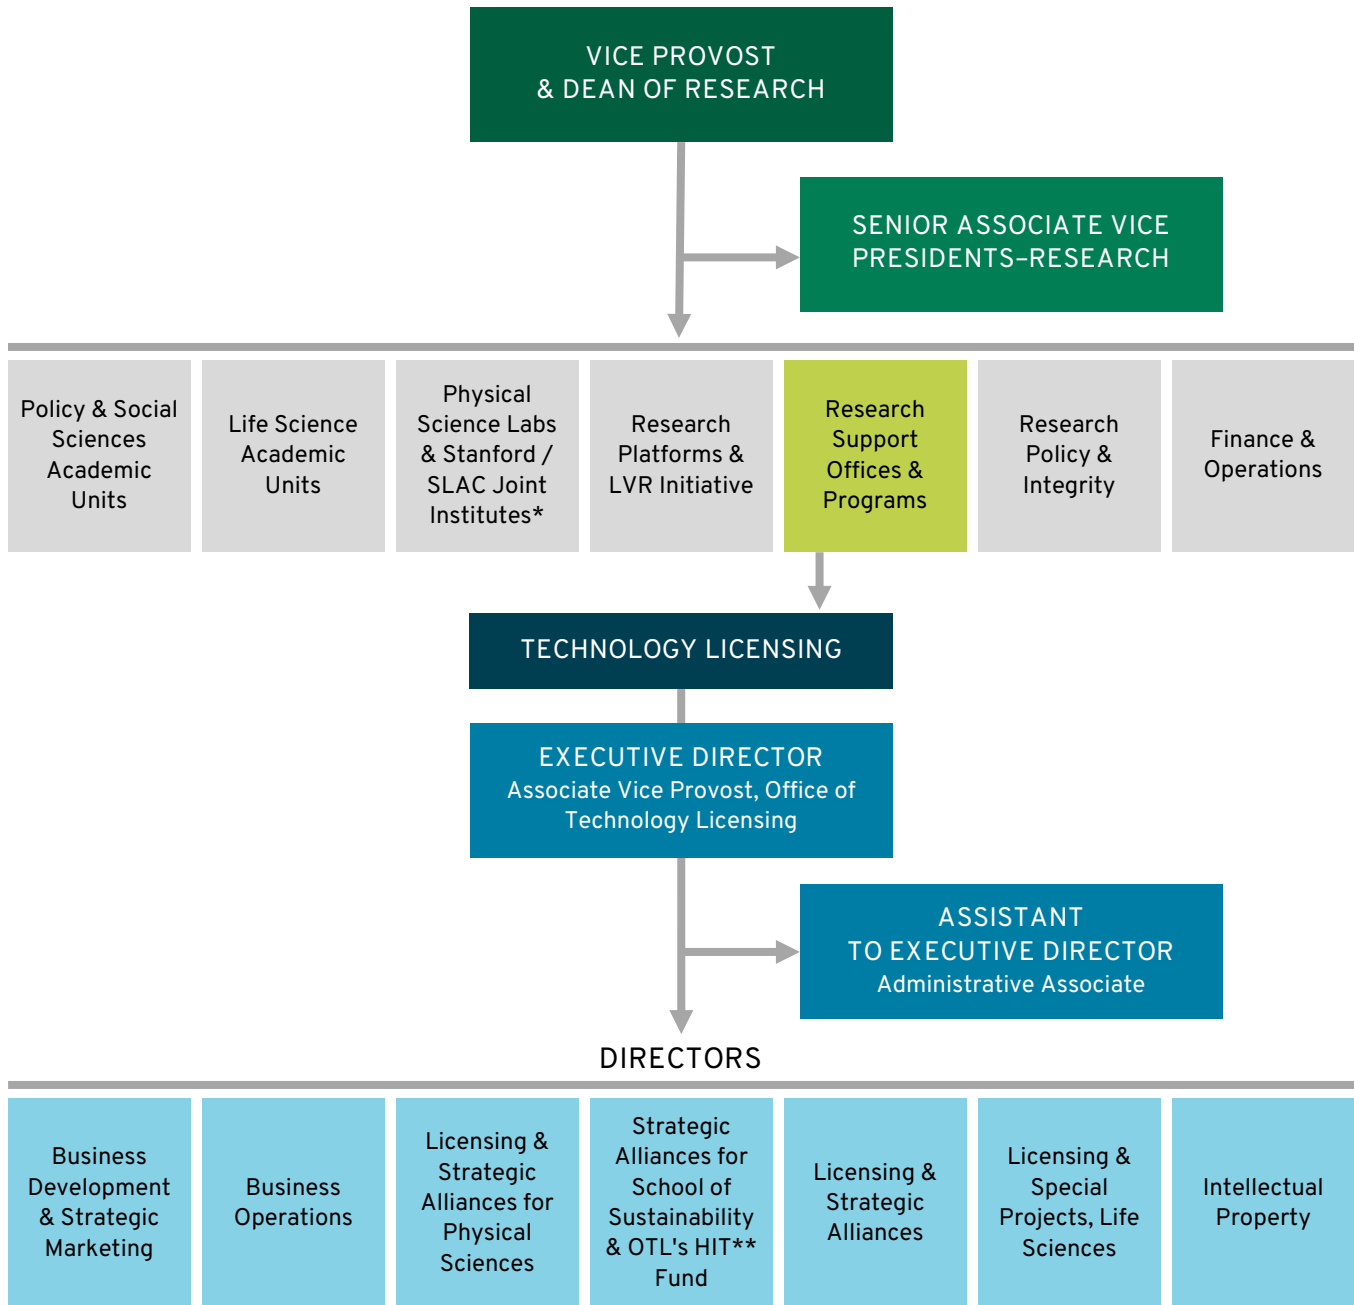 VICE PROVOST
& DEAN OF RESEARCH
SENIOR ASSOCIATE VICE
PRESIDENTS–RESEARCH
Policy & Social
Sciences
Academic
Units
Life Science
Academic
Units
Physical
Science Labs
& Stanford /
SLAC Joint
Institutes*
Research
Platforms &
LVR Initiative
Research
Support
Offices &
Programs
Research
Policy &
Integrity
Finance &
Operations
TECHNOLOGY LICENSING
EXECUTIVE DIRECTOR
Associate Vice Provost, Office of
Technology Licensing
ASSISTANT
TO EXECUTIVE DIRECTOR
Administrative Associate
DIRECTORS
Business
Development
& Strategic
Marketing
Business
Operations
Licensing &
Strategic
Alliances for
Physical
Sciences
Strategic
Alliances for
School of
Sustainability
& OTL's HIT**
Fund
Licensing &
Strategic
Alliances
Licensing &
Special
Projects, Life
Sciences
Intellectual
Property